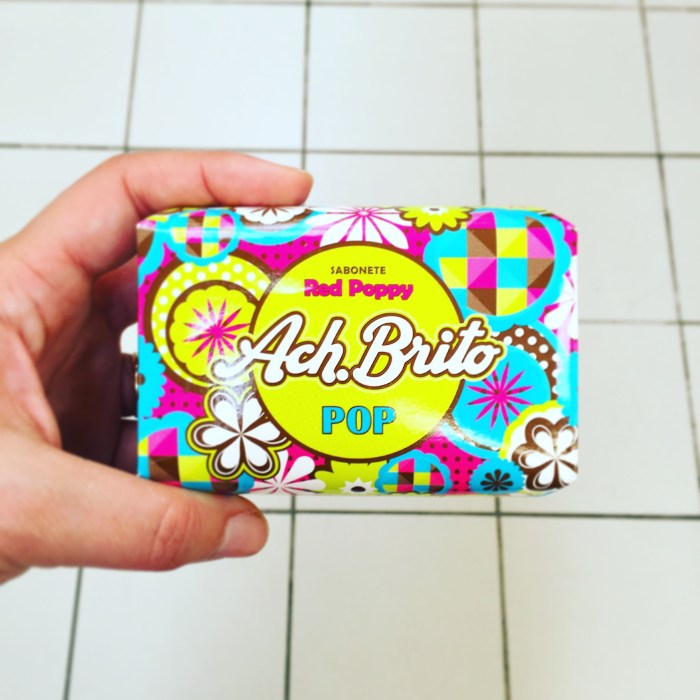 SABONETE
Red Poppy
Ach. Brito
POP